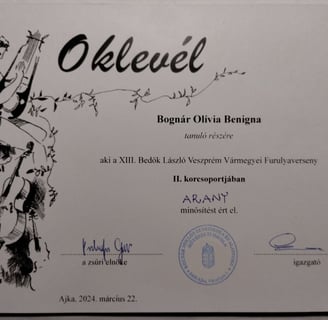 Oklevél
Bognár Olívia Benigna
tanuló részére
aki a XIII. Bedők László Veszprém Vármegyei Furulyaverseny
II. korcsoportjában
ARANY
minősítést ért el.
a zsűri elnöke
igazgató
Ajka, 2024. március 22.